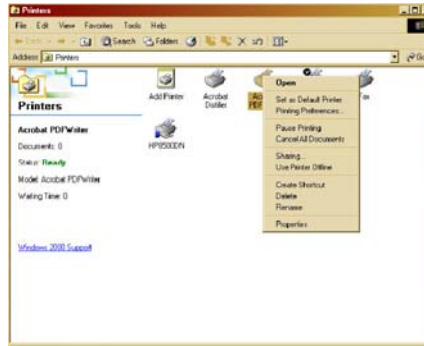 Printers
File Edit View Favorites Tools Help
Search Folders
Address Printers Go
Printers
Acrobat PDFWriter
Documents: 0
Status: Ready
Model: Acrobat PDFWriter
Waiting Time: 0
Windows 2000 Support
Add Printer
Acrobat
Distiller
PDF
Fax
HP8500DN
Open
Set as Default Printer
Printing Preferences...
Pause Printing
Cancel All Documents
Sharing...
Use Printer Offline
Create Shortcut
Delete
Rename
Properties